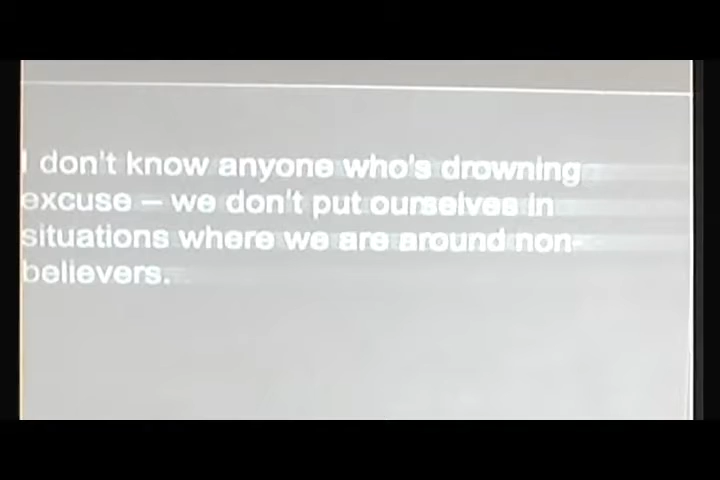 I don't know anyone who's drowning
excuse – we don't put ourselves in
situations where we are around non-
believers.